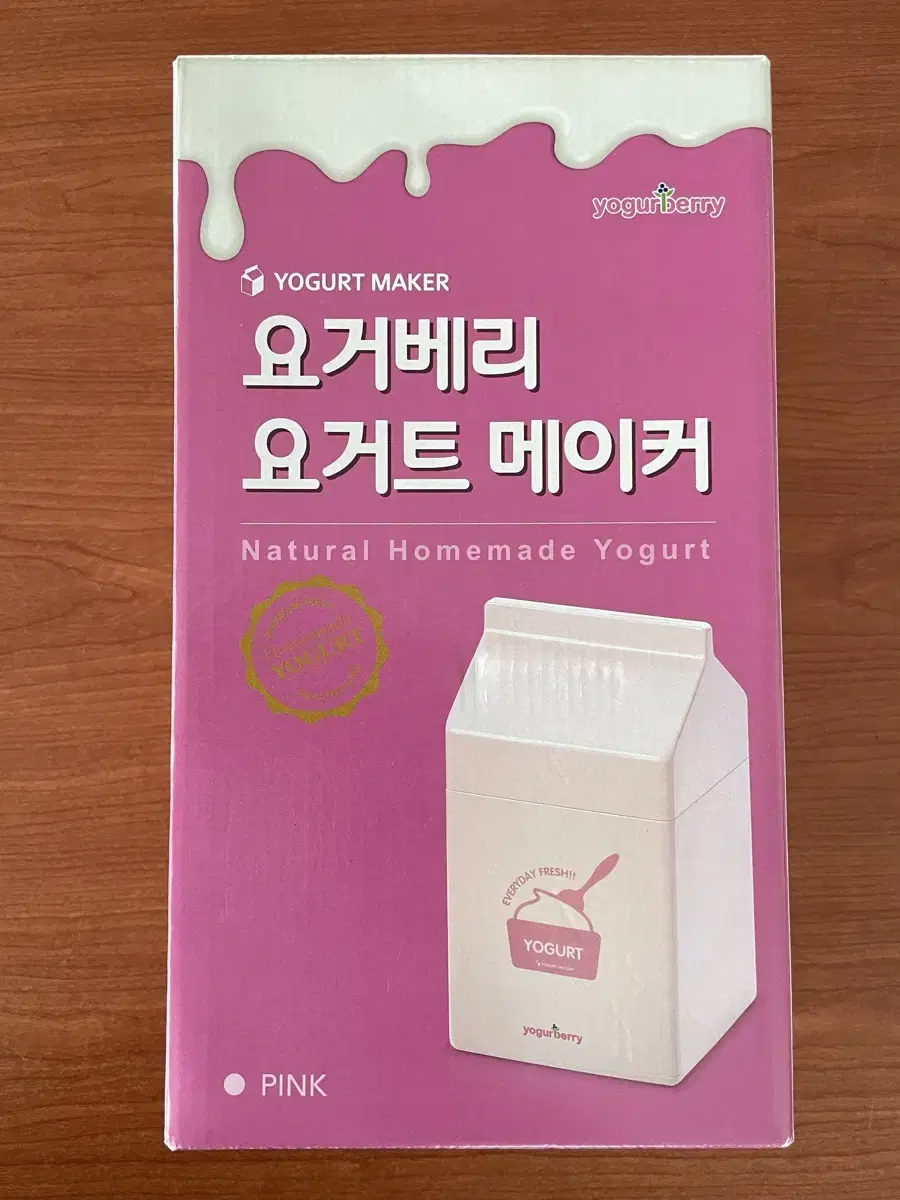 yogurberry
YOGURT MAKER
요거베리
요거트 메이커
Natural Homemade Yogurt
YOGURT
EVERYDAY FRESH!!
YOGURT
yogurberry
PINK